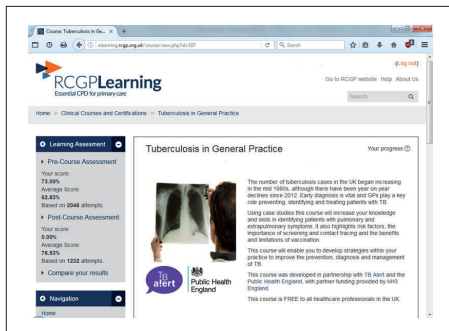 Course: Tuberculosis in Ge...
elearning.rcgp.org.uk/course/view.php?id=107
Search
(Log out)
RCGPLearning
Essential CPD for primary care
Go to RCGP website Help About Us
Search
Home Clinical Courses and Certifications Tuberculosis in General Practice
Learning Assessment
Pre-Course Assessment
Your score:
73.00%
Average Score:
62.83%
Based on 2046 attempts.
Post-Course Assessment
Your score:
0.00%
Average Score:
76.53%
Based on 1232 attempts.
Compare your results
Navigation
Home
Tuberculosis in General Practice
Your progress
The number of tuberculosis cases in the UK began increasing
in the mid 1980s, although there have been year on year
declines since 2012. Early diagnosis is vital and GPs play a key
role preventing, identifying and treating patients with TB.
Using case studies this course will increase your knowledge
and skills in identifying patients with pulmonary and
extrapulmonary symptoms. It also highlights risk factors, the
importance of screening and contact tracing and the benefits
and limitations of vaccination.
This course will enable you to develop strategies within your
practice to improve the prevention, diagnosis and management
of TB.
This course was developed in partnership with TB Alert and the
Public Health England, with partner funding provided by NHS
England.
This course is FREE to all healthcare professionals in the UK.
TB
alert
Public Health
England